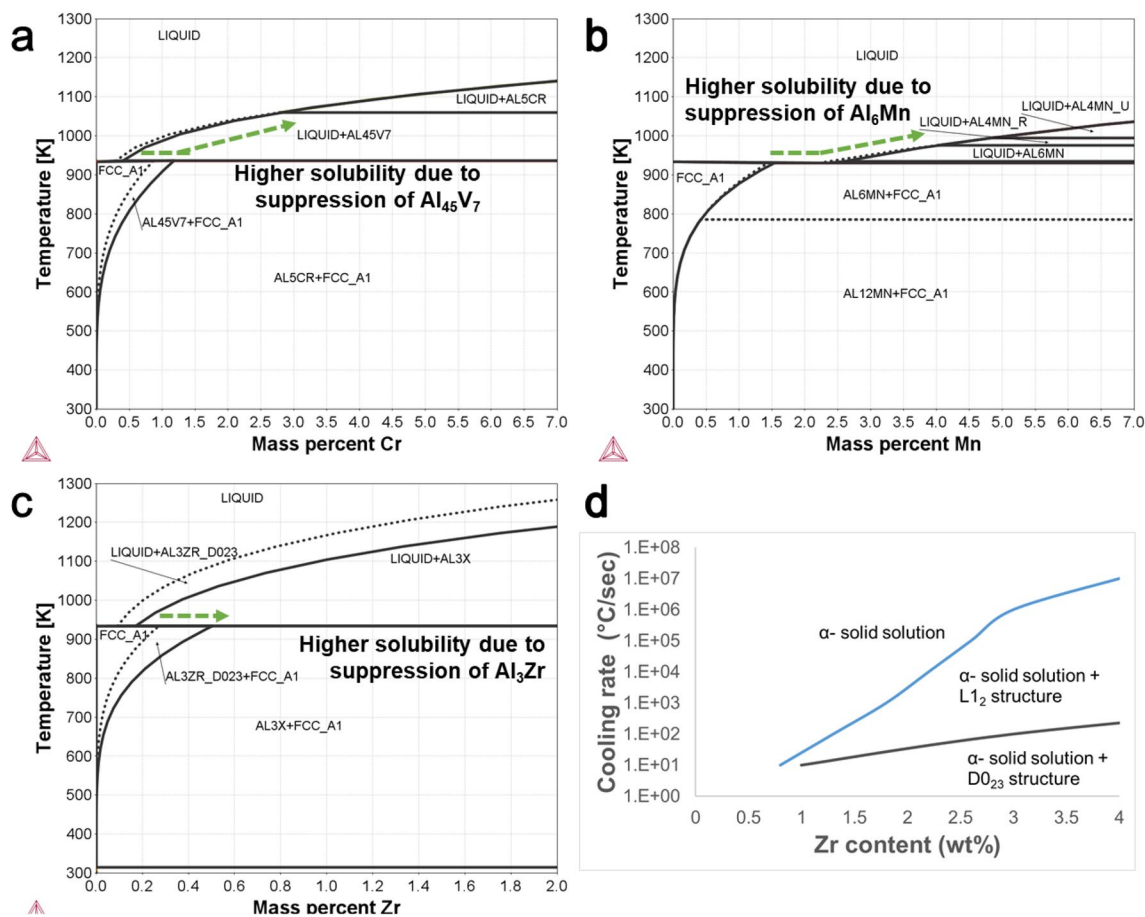 a
1300
1200
1100
1000
900
800
700
600
500
400
300
Temperature [K]
LIQUID
LIQUID+AL5CR
LIQUID+AL45V7
FCC_A1
Higher solubility due to
suppression of Al₄₅V₇
AL45V7+FCC_A1
AL5CR+FCC_A1
0.0 0.5 1.0 1.5 2.0 2.5 3.0 3.5 4.0 4.5 5.0 5.5 6.0 6.5 7.0
Mass percent Cr
b
1300
1200
1100
1000
900
800
700
600
500
400
300
Temperature [K]
LIQUID
Higher solubility due to
suppression of Al₆Mn
LIQUID+AL4MN_U
LIQUID+AL4MN_R
LIQUID+AL6MN
FCC_A1
AL6MN+FCC_A1
AL12MN+FCC_A1
0.0 0.5 1.0 1.5 2.0 2.5 3.0 3.5 4.0 4.5 5.0 5.5 6.0 6.5 7.0
Mass percent Mn
c
1300
1200
1100
1000
900
800
700
600
500
400
300
Temperature [K]
LIQUID
LIQUID+AL3ZR_D023
LIQUID+AL3X
FCC_A1
Higher solubility due to
suppression of Al₃Zr
AL3ZR_D023+FCC_A1
AL3X+FCC_A1
0.0 0.2 0.4 0.6 0.8 1.0 1.2 1.4 1.6 1.8 2.0
Mass percent Zr
d
1.E+08
1.E+07
1.E+06
1.E+05
1.E+04
1.E+03
1.E+02
1.E+01
1.E+00
Cooling rate (°C/sec)
α- solid solution
α- solid solution +
L1₂ structure
α- solid solution +
D0₂₃ structure
0 0.5 1 1.5 2 2.5 3 3.5 4
Zr content (wt%)